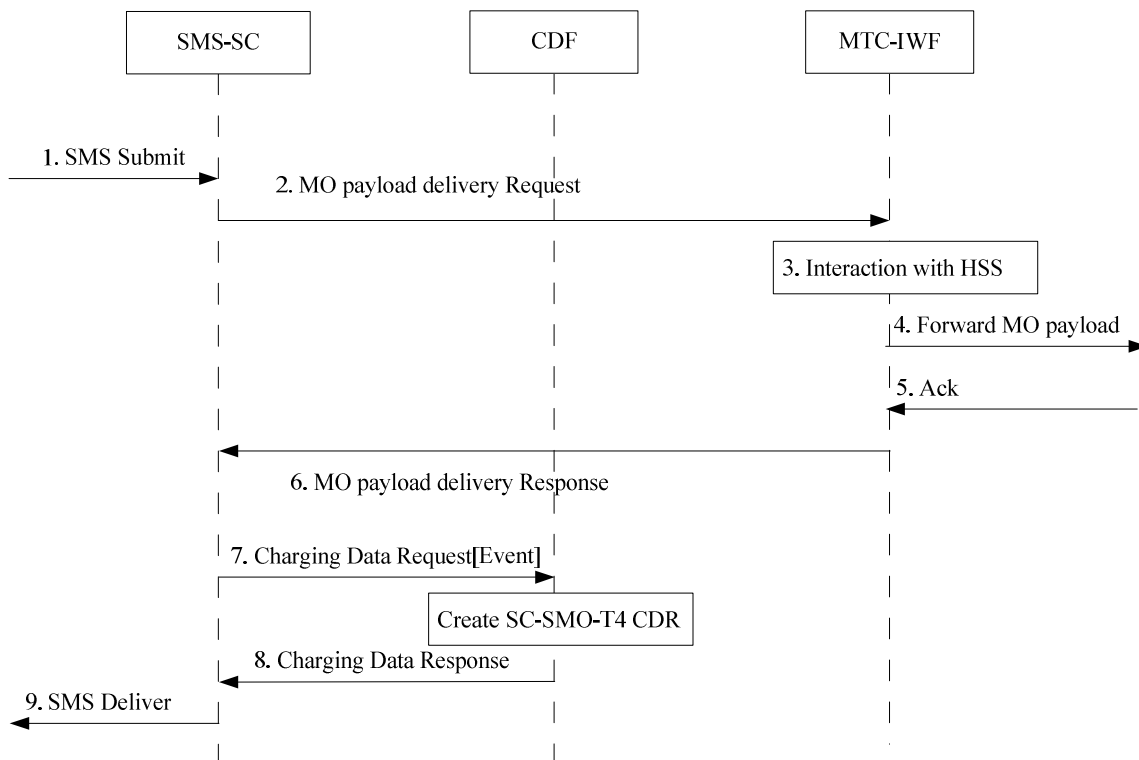 SMS-SC
CDF
MTC-IWF
1. SMS Submit
2. MO payload delivery Request
3. Interaction with HSS
4. Forward MO payload
5. Ack
6. MO payload delivery Response
7. Charging Data Request[Event]
Create SC-SMO-T4 CDR
8. Charging Data Response
9. SMS Deliver